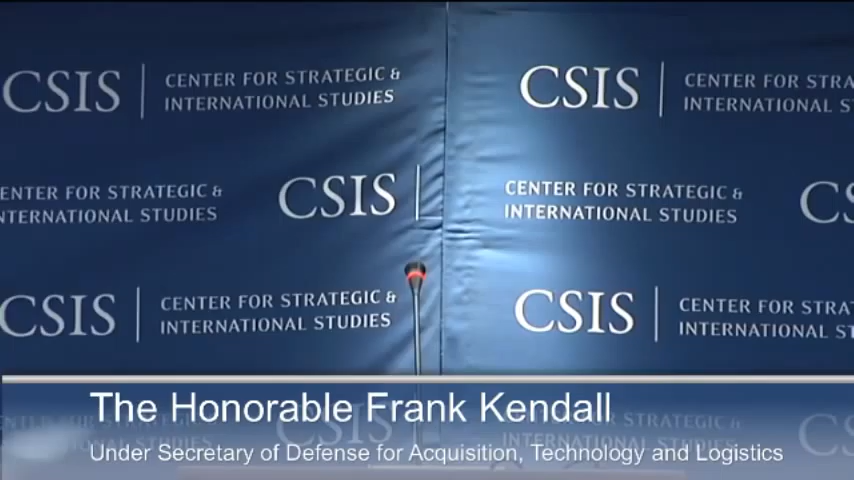 CSIS
CENTER FOR STRATEGIC &
INTERNATIONAL STUDIES
CSIS
CENTER FOR STRA
INTERNATIONAL S
ENTER FOR STRATEGIC &
NTERNATIONAL STUDIES
CSIS
CENTER FOR STRATEGIC &
INTERNATIONAL STUDIES
CS
CSIS
CENTER FOR STRATEGIC &
INTERNATIONAL STUDIES
CSIS
CENTER FOR STRAT
INTERNATIONAL ST
The Honorable Frank Kendall
Under Secretary of Defense for Acquisition, Technology and Logistics